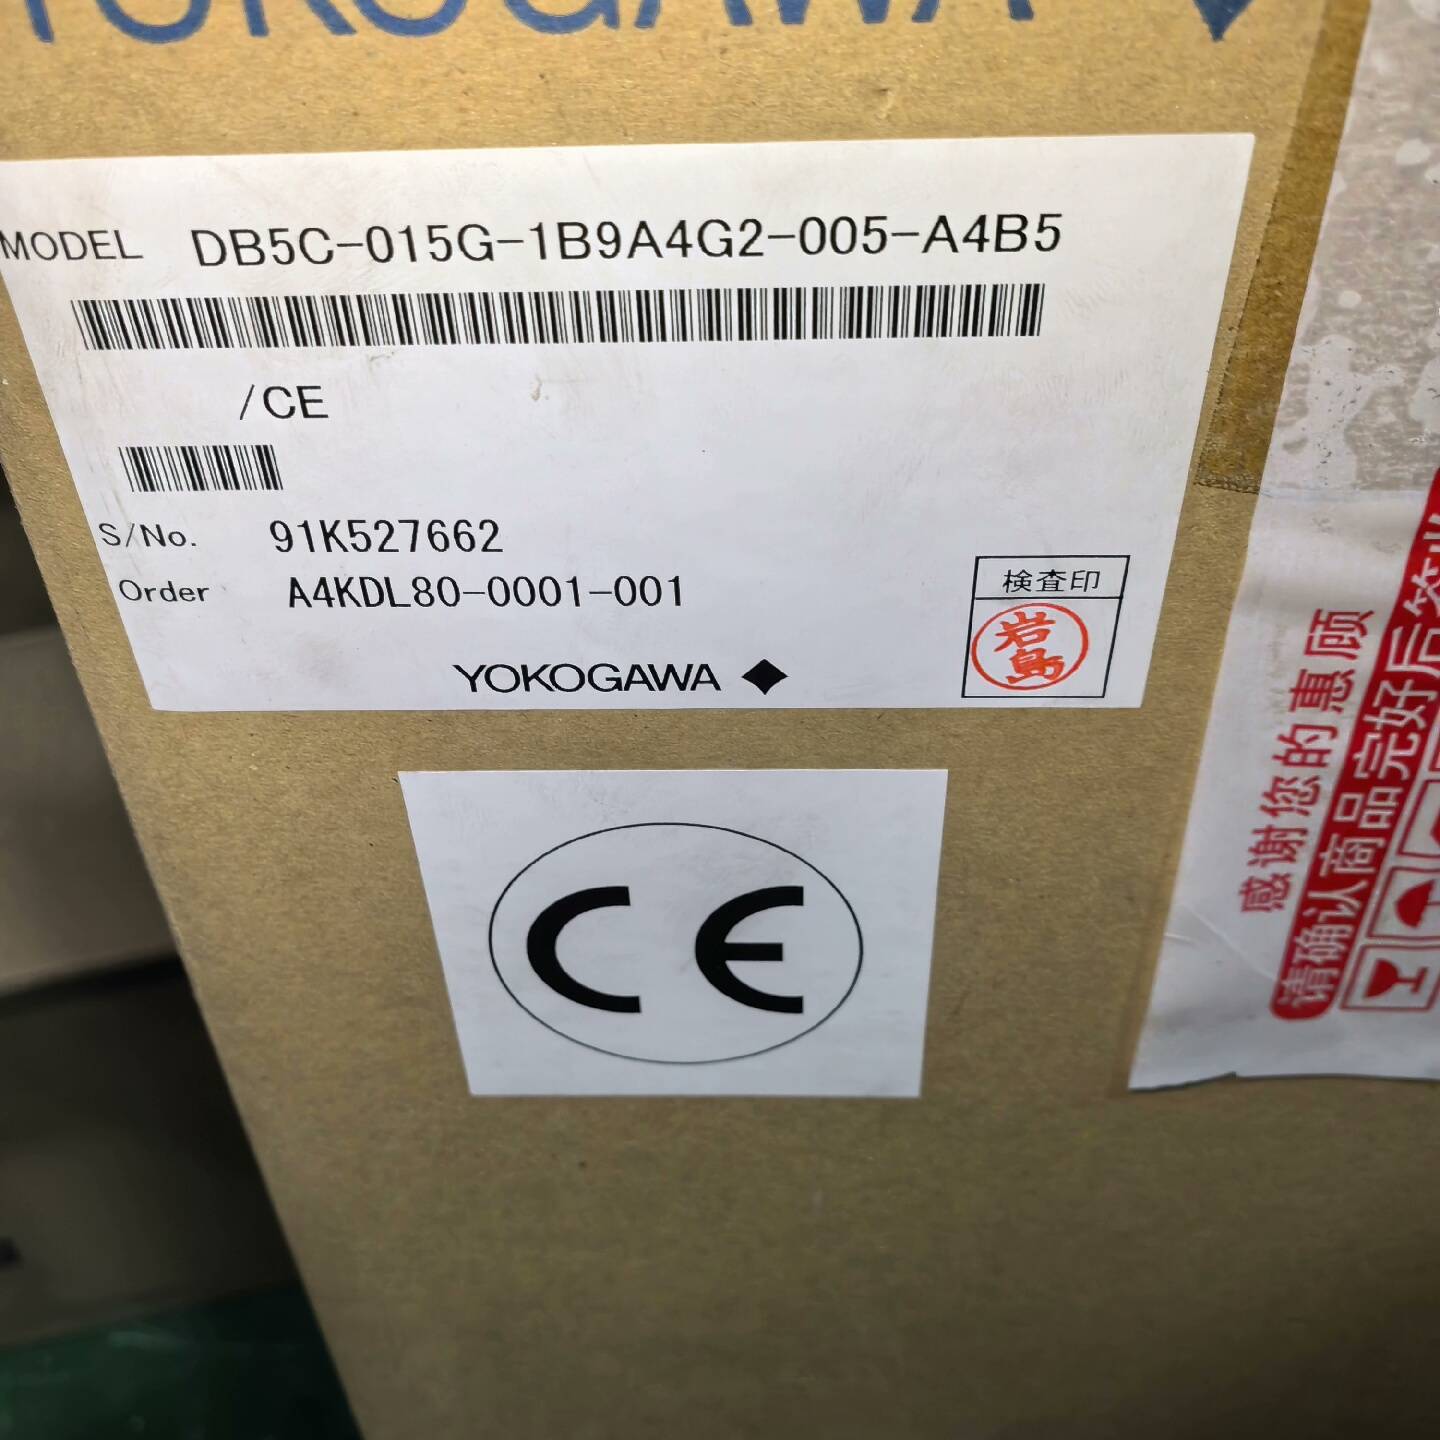 YOKOGAWA
MODEL DB5C-015G-1B9A4G2-005-A4B5
/CE
S/No. 91K527662
Order A4KDL80-0001-001
YOKOGAWA
検査印
岩島
CE
感谢您的惠顾
请确认商品完好后签收